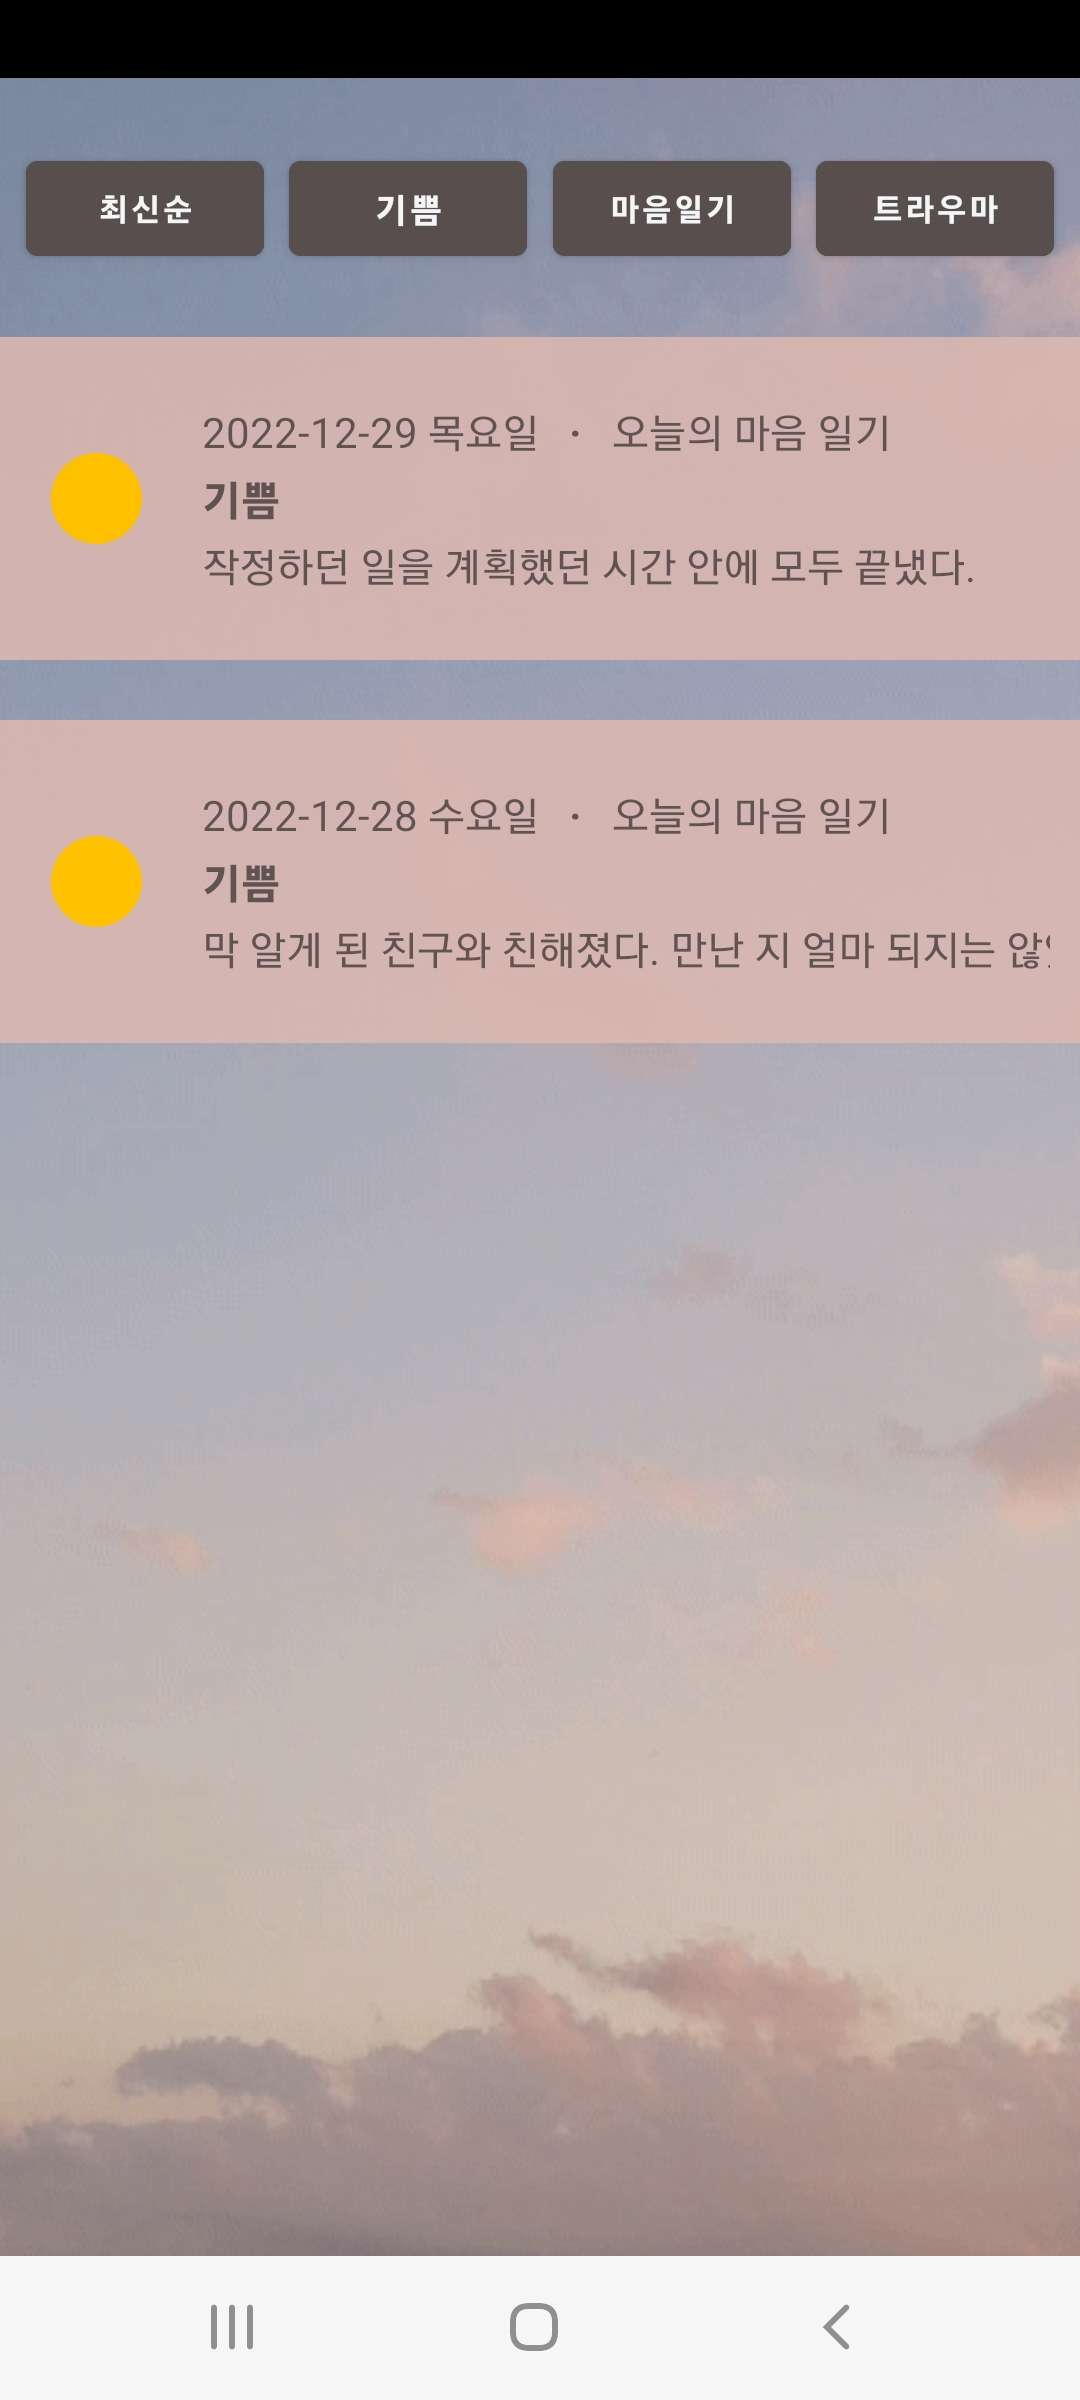 최신순 기쁨 마음일기 트라우마
2022-12-29 목요일 · 오늘의 마음 일기
기쁨
작정하던 일을 계획했던 시간 안에 모두 끝냈다.
2022-12-28 수요일 · 오늘의 마음 일기
기쁨
막 알게 된 친구와 친해졌다. 만난 지 얼마 되지는